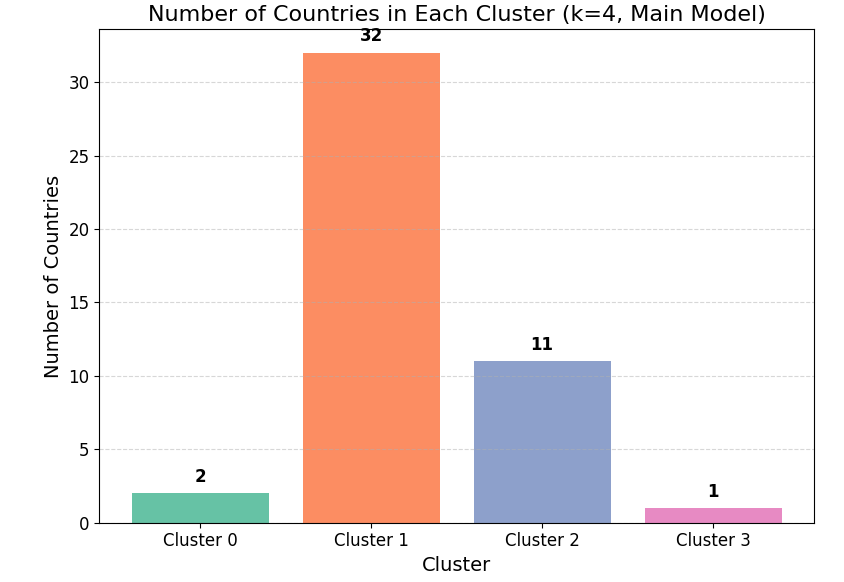 Number of Countries in Each Cluster (k=4, Main Model)
32
30
25
20
15
11
10
5
2
1
0
Number of Countries
Cluster 0
Cluster 1
Cluster 2
Cluster 3
Cluster